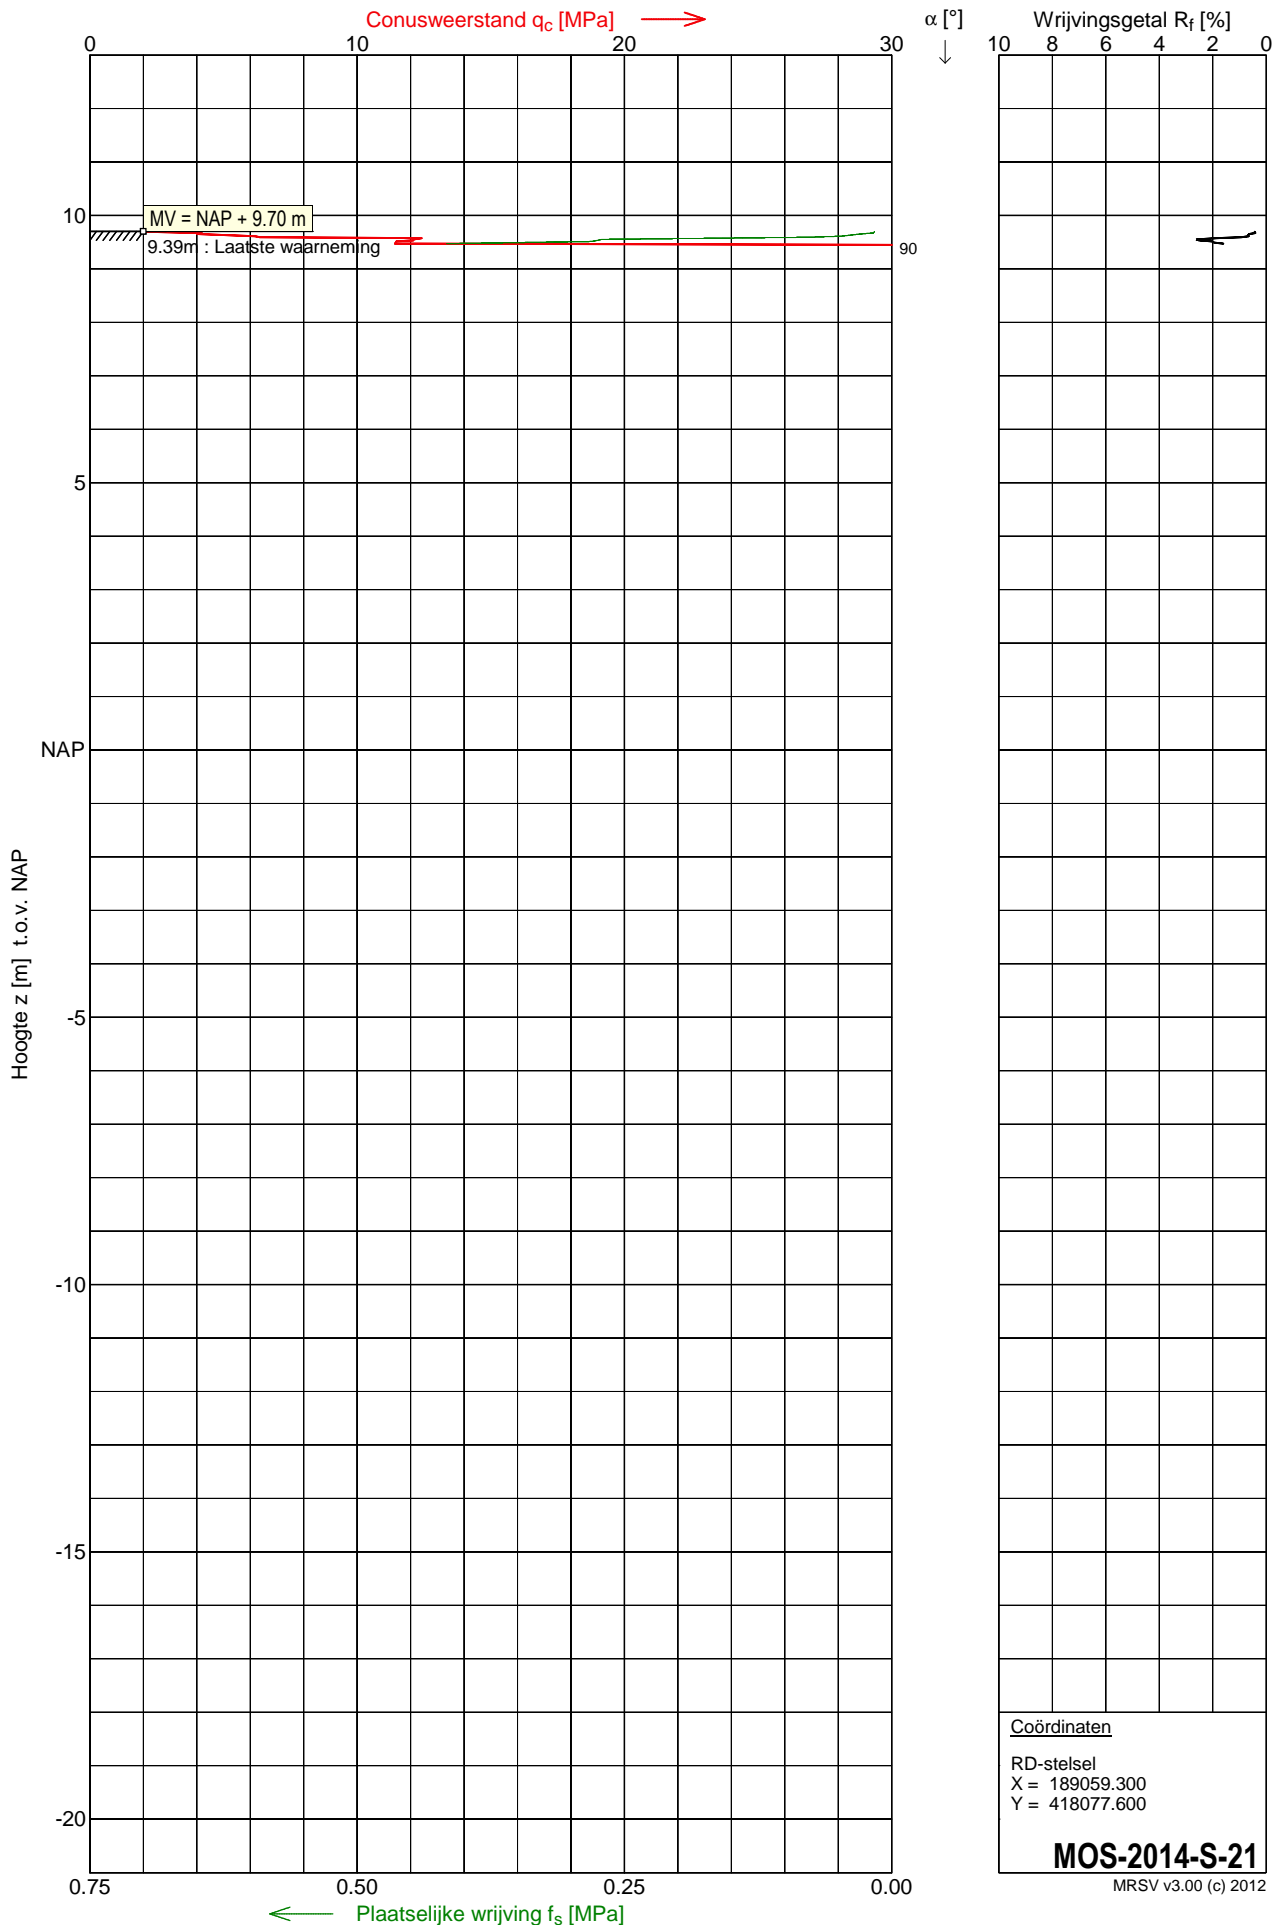 Conusweerstand qc [MPa]
α [°]
Wrijvingsgetal Rf [%]
0 10 20 30
10 8 6 4 2 0
10
MV = NAP + 9.70 m
9.39m : Laatste waarneming
90
5
NAP
Hoogte z [m] t.o.v. NAP
-5
-10
-15
-20
Coördinaten
RD-stelsel
X = 189059.300
Y = 418077.600
MOS-2014-S-21
MRSV v3.00 (c) 2012
0.75 0.50 0.25 0.00
Plaatselijke wrijving fs [MPa]